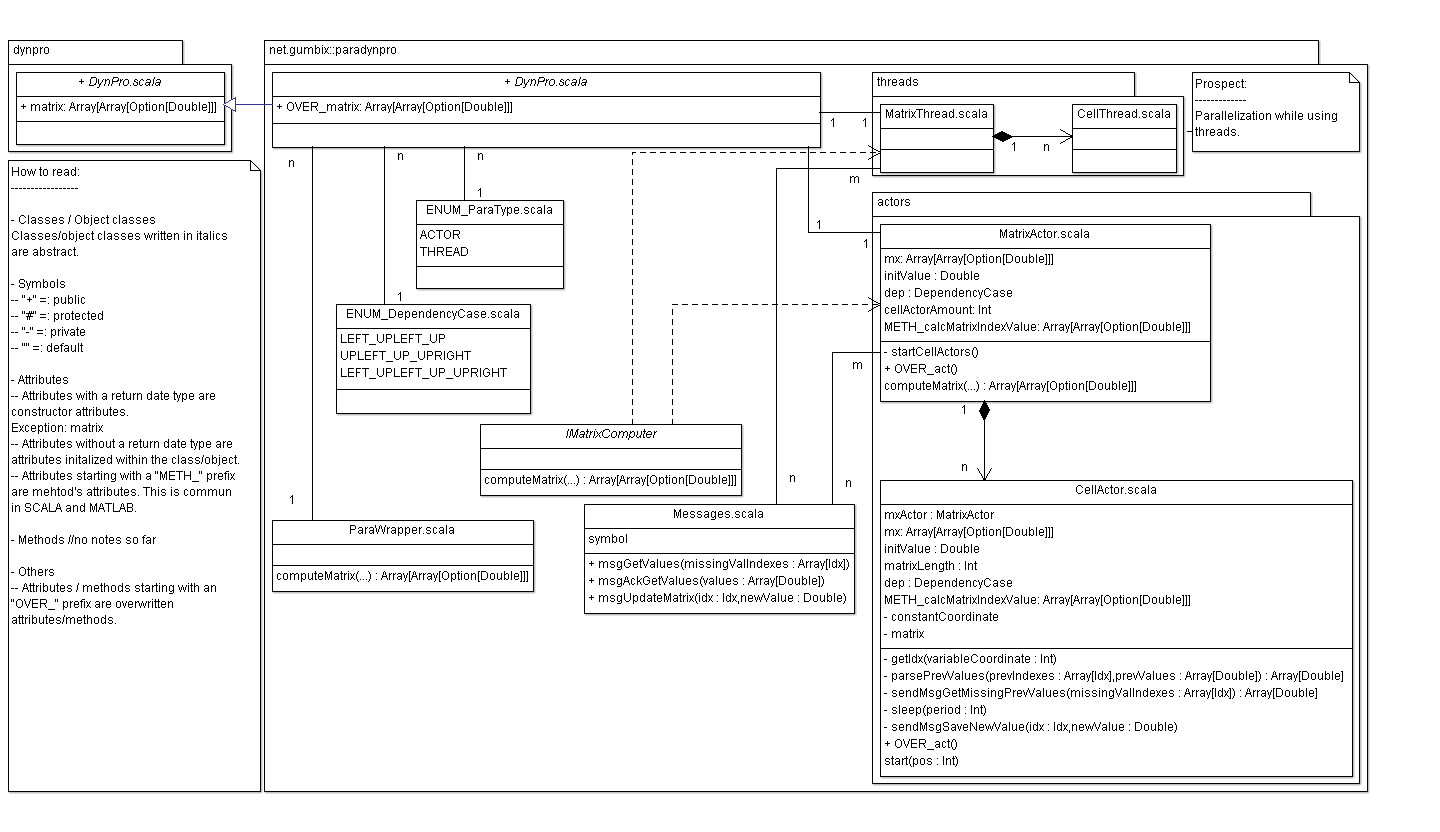 dynpro
+ DynPro.scala
+ matrix: Array[Array[Option[Double]]]
How to read:
-----------------
- Classes / Object classes
Classes/object classes written in italics
are abstract.
- Symbols
-- "+" =: public
-- "#" =: protected
-- "-" =: private
-- "" =: default
- Attributes
-- Attributes with a return date type are
constructor attributes.
Exception: matrix
-- Attributes without a return date type are
attributes initalized within the class/object.
-- Attributes starting with a "METH_" prefix
are mehtod's attributes. This is commun
in SCALA and MATLAB.
- Methods //no notes so far
- Others
-- Attributes / methods starting with an
"OVER_" prefix are overwritten
attributes/methods.
net.gumbix::paradynpro
+ DynPro.scala
+ OVER_matrix: Array[Array[Option[Double]]]
n
n
n
1
1
1
1
1
1
1
ENUM_ParaType.scala
ACTOR
THREAD
ENUM_DependencyCase.scala
LEFT_UPLEFT_UP
UPLEFT_UP_UPRIGHT
LEFT_UPLEFT_UP_UPRIGHT
IMatrixComputer
computeMatrix(...) : Array[Array[Option[Double]]]
ParaWrapper.scala
computeMatrix(...) : Array[Array[Option[Double]]]
m
m
n
n
Messages.scala
symbol
+ msgGetValues(missingValIndexes : Array[Idx])
+ msgAckGetValues(values : Array[Double])
+ msgUpdateMatrix(idx : Idx,newValue : Double)
threads
MatrixThread.scala
1
n
CellThread.scala
Prospect:
-------------
Parallelization while using
threads.
actors
MatrixActor.scala
mx: Array[Array[Option[Double]]]
initValue : Double
dep : DependencyCase
cellActorAmount: Int
METH_calcMatrixIndexValue: Array[Array[Option[Double]]]
- startCellActors()
+ OVER_act()
computeMatrix(...) : Array[Array[Option[Double]]]
1
n
CellActor.scala
mxActor : MatrixActor
mx: Array[Array[Option[Double]]]
initValue : Double
matrixLength : Int
dep : DependencyCase
METH_calcMatrixIndexValue: Array[Array[Option[Double]]]
- constantCoordinate
- matrix
- getIdx(variableCoordinate : Int)
- parsePrevValues(prevIndexes : Array[Idx],prevValues : Array[Double]) : Array[Double]
- sendMsgGetMissingPrevValues(missingValIndexes : Array[Idx]) : Array[Double]
- sleep(period : Int)
- sendMsgSaveNewValue(idx : Idx,newValue : Double)
+ OVER_act()
start(pos : Int)